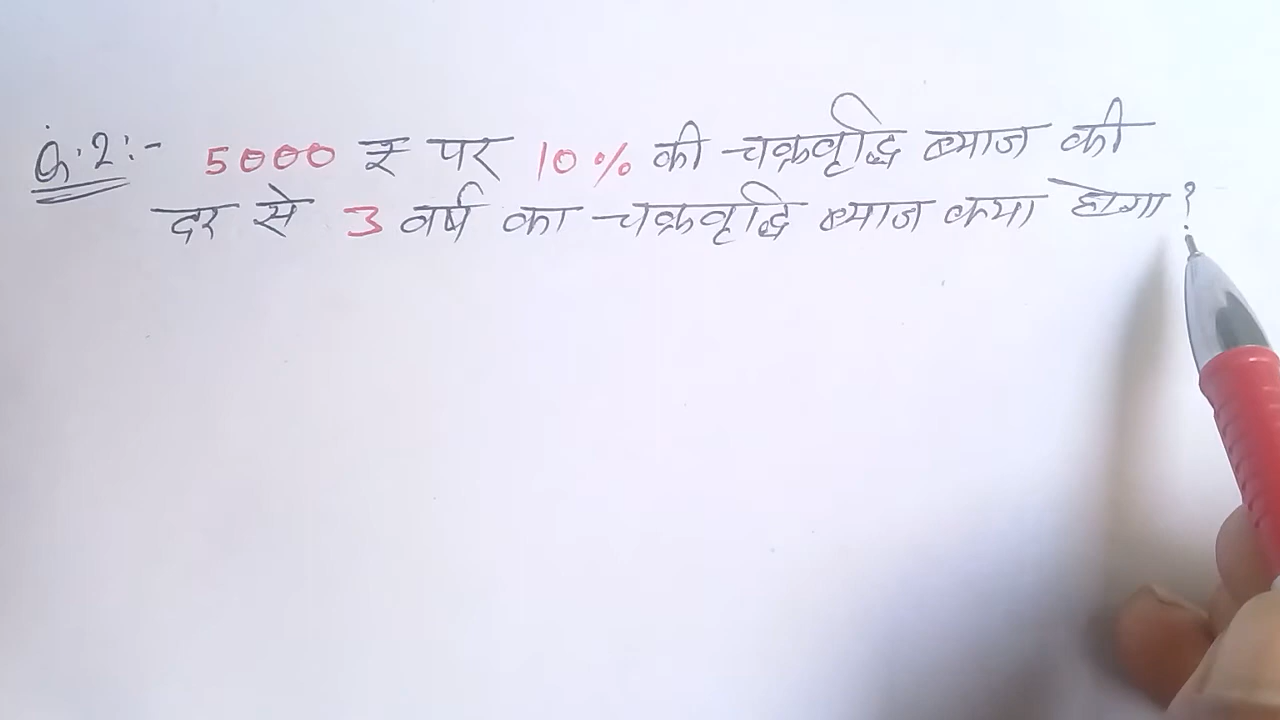 Q.2:- 5000 ₹ पर 10% की चक्रवृद्धि ब्याज की
दर से 3 वर्ष का चक्रवृद्धि ब्याज क्या होगा?